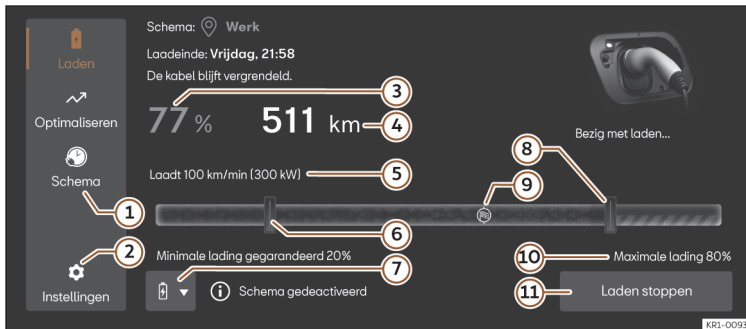 Laden
Optimaliseren
Schema
Instellingen
Schema: Werk
Laadeinde: Vrijdag, 21:58
De kabel blijft vergrendeld.
77 % 511 km
3
4
Bezig met laden...
Laadt 100 km/min (300 kW)
5
8
9
1
6
2
Minimale lading gegarandeerd 20%
7
10
Maximale lading 80%
Schema gedeactiveerd
11
Laden stoppen
KR1-0093